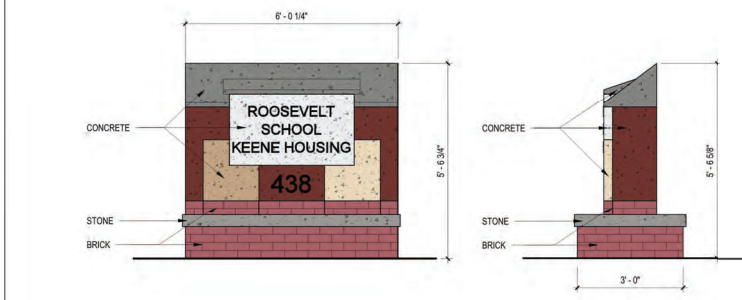 6' - 0 1/4"
CONCRETE
ROOSEVELT
SCHOOL
KEENE HOUSING
438
STONE
BRICK
5' - 6 3/4"
CONCRETE
STONE
BRICK
5' - 6 5/8"
3' - 0"